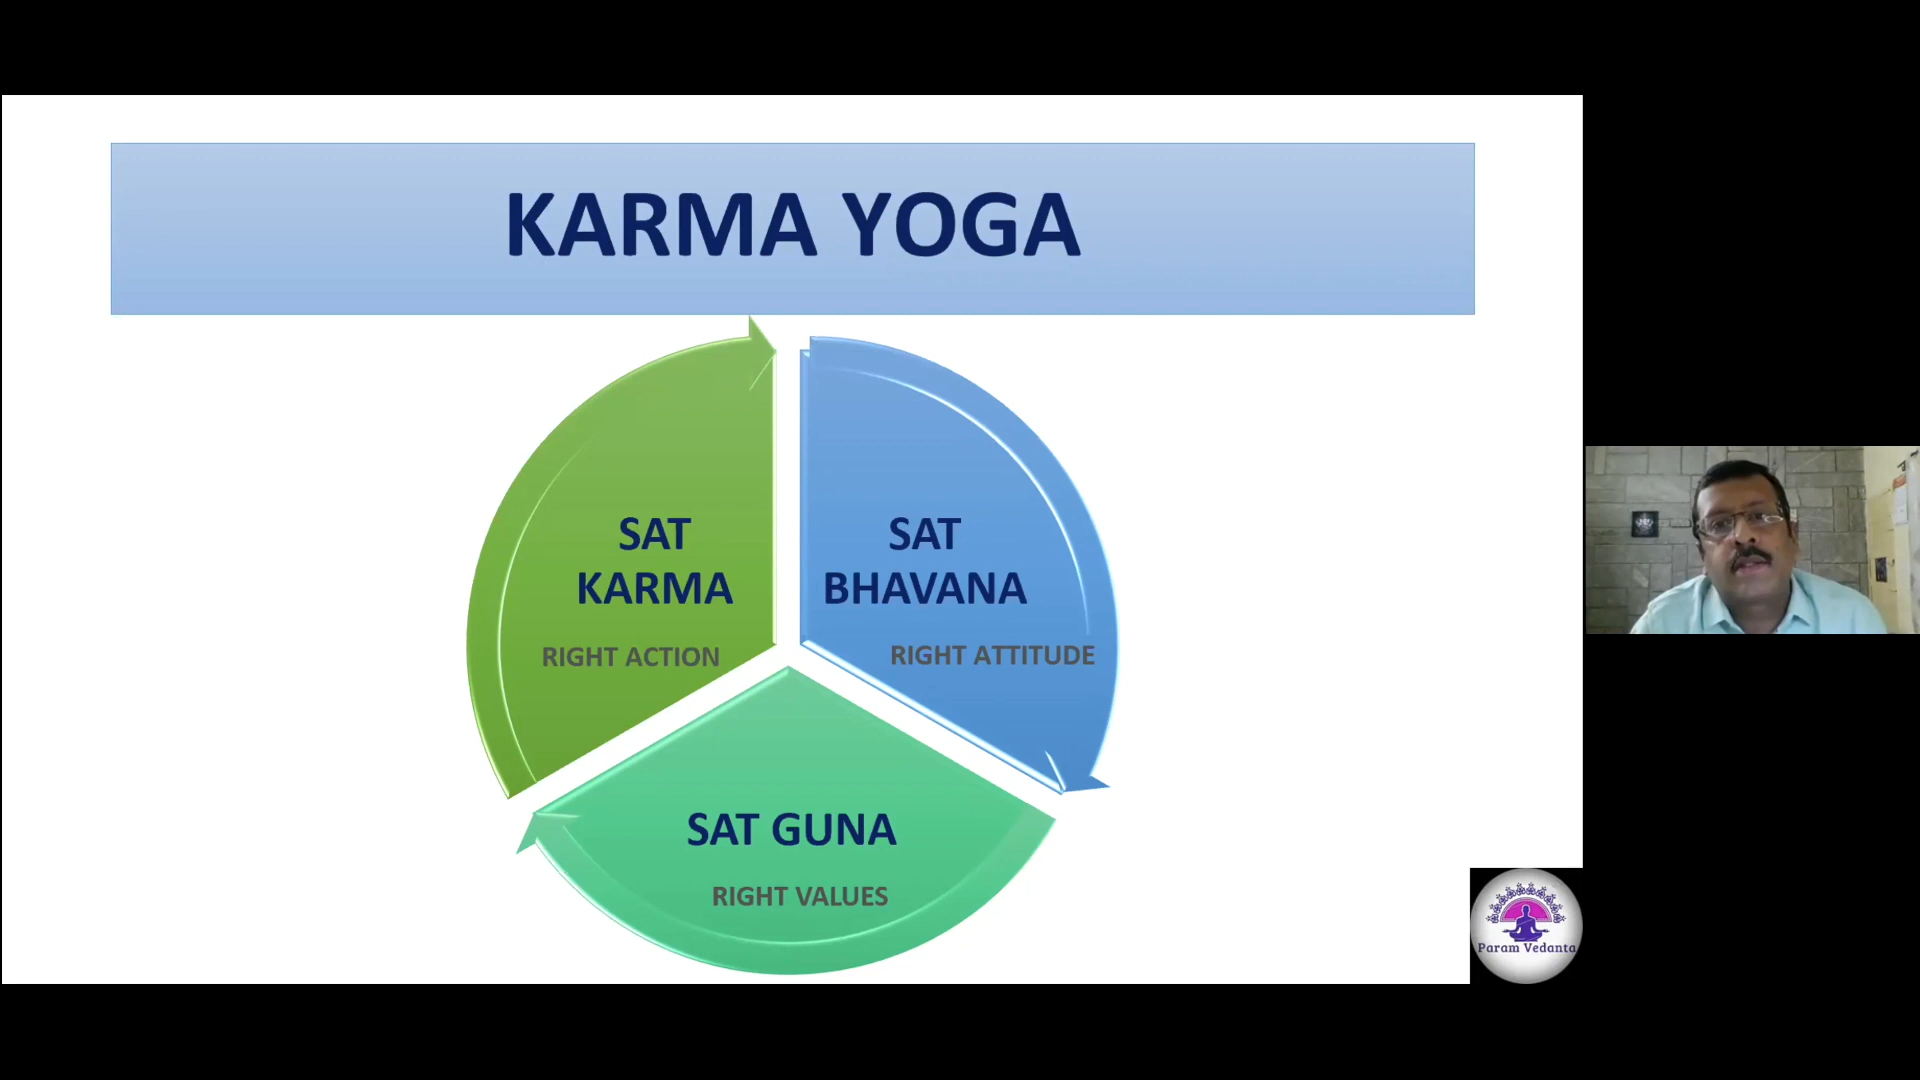 KARMA YOGA
SAT
KARMA
RIGHT ACTION
SAT
BHAVANA
RIGHT ATTITUDE
SAT GUNA
RIGHT VALUES
Param Vedanta